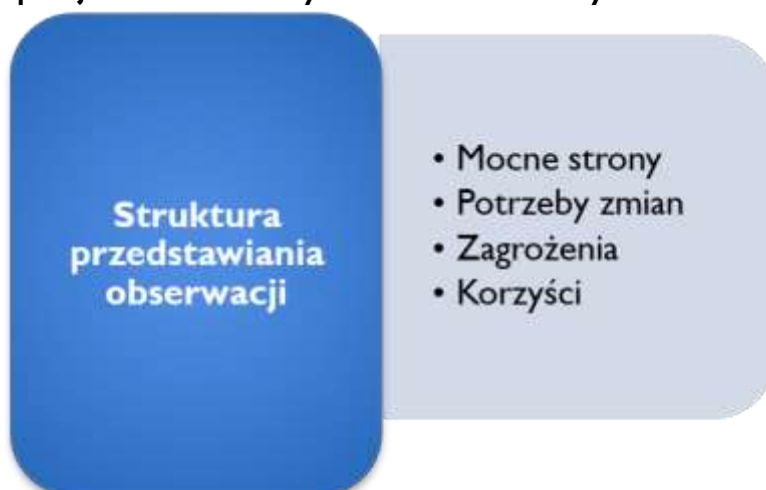 Struktura
przedstawiania
obserwacji
• Mocne strony
• Potrzeby zmian
• Zagrożenia
• Korzyści